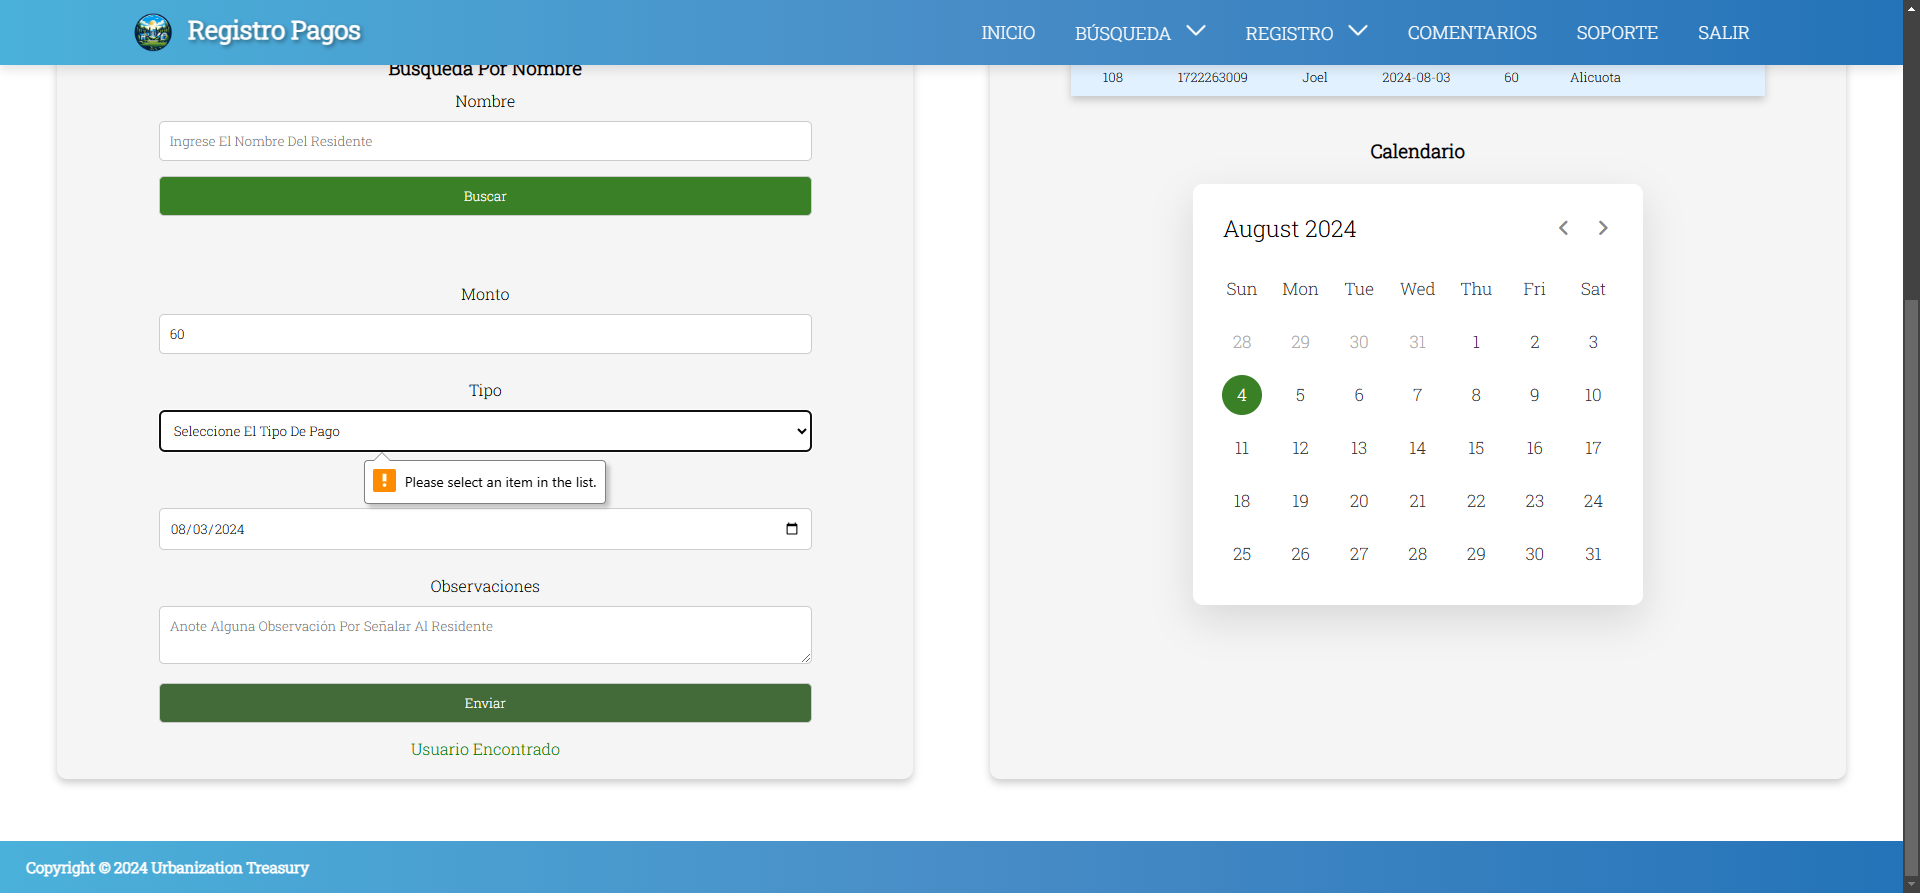 Registro Pagos
INICIO BÚSQUEDA REGISTRO COMENTARIOS SOPORTE SALIR
Búsqueda Por Nombre
Nombre
Ingrese El Nombre Del Residente
Buscar
Monto
60
Tipo
Seleccione El Tipo De Pago
Please select an item in the list.
08/03/2024
Observaciones
Anote Alguna Observación Por Señalar Al Residente
Enviar
Usuario Encontrado
108 1722263009 Joel 2024-08-03 60 Alicuota
Calendario
August 2024
Sun Mon Tue Wed Thu Fri Sat
28 29 30 31 1 2 3
4 5 6 7 8 9 10
11 12 13 14 15 16 17
18 19 20 21 22 23 24
25 26 27 28 29 30 31
Copyright © 2024 Urbanization Treasury